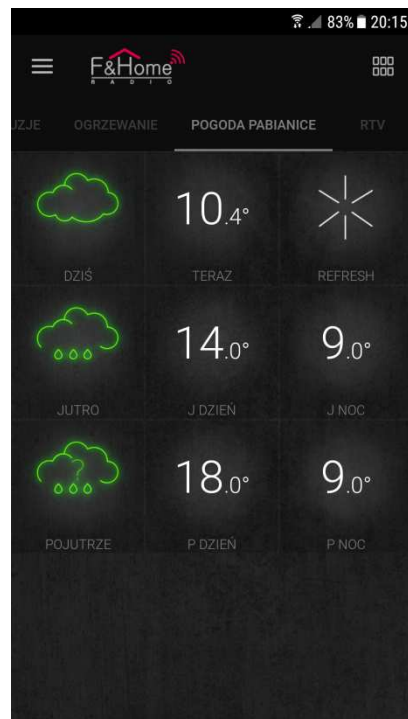 83% 20:15
F&Home
RADIO
UZJE OGRZEWANIE POGODA PABIANICE RTV
10.4°
DZIŚ TERAZ REFRESH
14.0° 9.0°
JUTRO J DZIEŃ J NOC
?
18.0° 9.0°
POJUTRZE P DZIEŃ P NOC